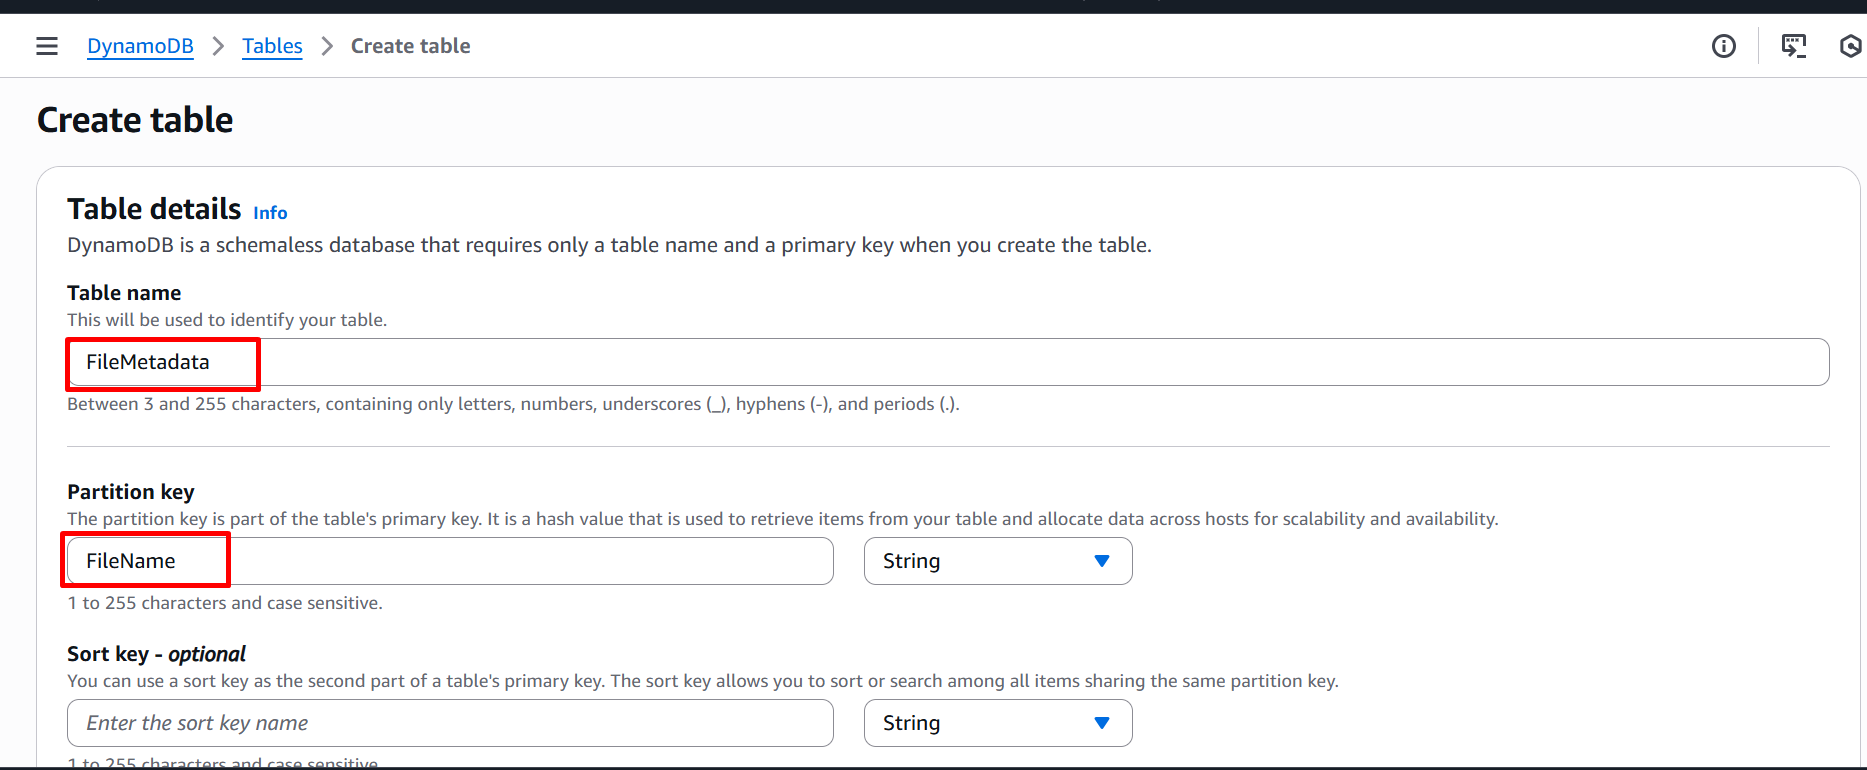 DynamoDB > Tables > Create table
Create table
Table details Info
DynamoDB is a schemaless database that requires only a table name and a primary key when you create the table.
Table name
This will be used to identify your table.
FileMetadata
Between 3 and 255 characters, containing only letters, numbers, underscores (_), hyphens (-), and periods (.).
Partition key
The partition key is part of the table's primary key. It is a hash value that is used to retrieve items from your table and allocate data across hosts for scalability and availability.
FileName String
1 to 255 characters and case sensitive.
Sort key - optional
You can use a sort key as the second part of a table's primary key. The sort key allows you to sort or search among all items sharing the same partition key.
Enter the sort key name String
1 to 255 characters and case sensitive.